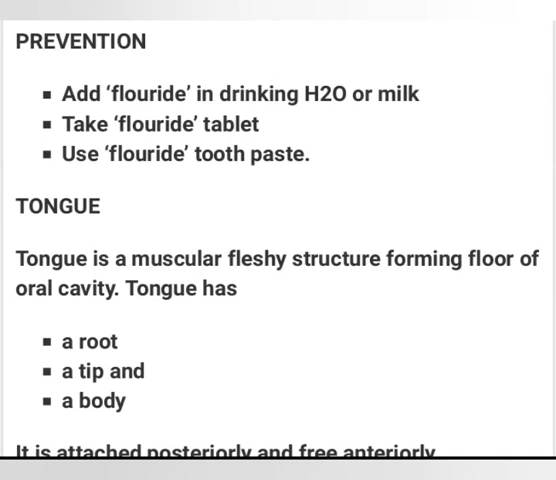 PREVENTION
▪ Add ‘flouride’ in drinking H2O or milk
▪ Take ‘flouride’ tablet
▪ Use ‘flouride’ tooth paste.
TONGUE
Tongue is a muscular fleshy structure forming floor of
oral cavity. Tongue has
▪ a root
▪ a tip and
▪ a body
It is attached posteriorly and free anteriorly